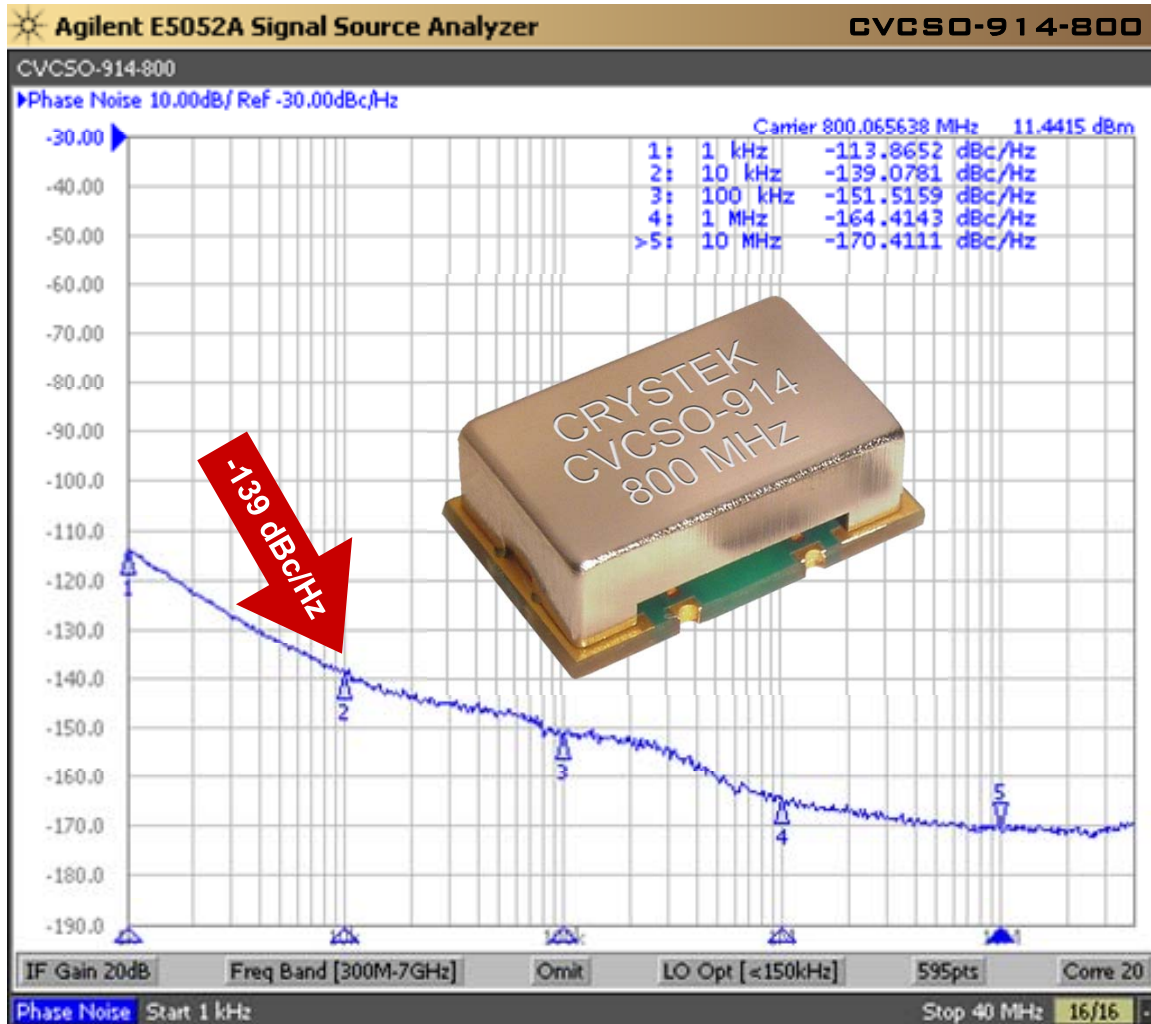 Agilent E5052A Signal Source Analyzer
CVCSO-914-800
CVCSO-914-800
Phase Noise 10.00dB/ Ref -30.00dBc/Hz
Carrier 800.065638 MHz 11.4415 dBm
1: 1 kHz -113.8652 dBc/Hz
2: 10 kHz -139.0781 dBc/Hz
3: 100 kHz -151.5159 dBc/Hz
4: 1 MHz -164.4143 dBc/Hz
>5: 10 MHz -170.4111 dBc/Hz
-30.00
-40.00
-50.00
-60.00
-70.00
-80.00
-90.00
-100.0
-110.0
-120.0
-130.0
-140.0
-150.0
-160.0
-170.0
-180.0
-190.0
CRYSTEK
CVCSO-914
800 MHz
-139 dBc/Hz
1
2
3
4
5
IF Gain 20dB Freq Band [300M-7GHz] Omit LO Opt [<150kHz] 595pts Corre 20
Phase Noise Start 1 kHz Stop 40 MHz 16/16